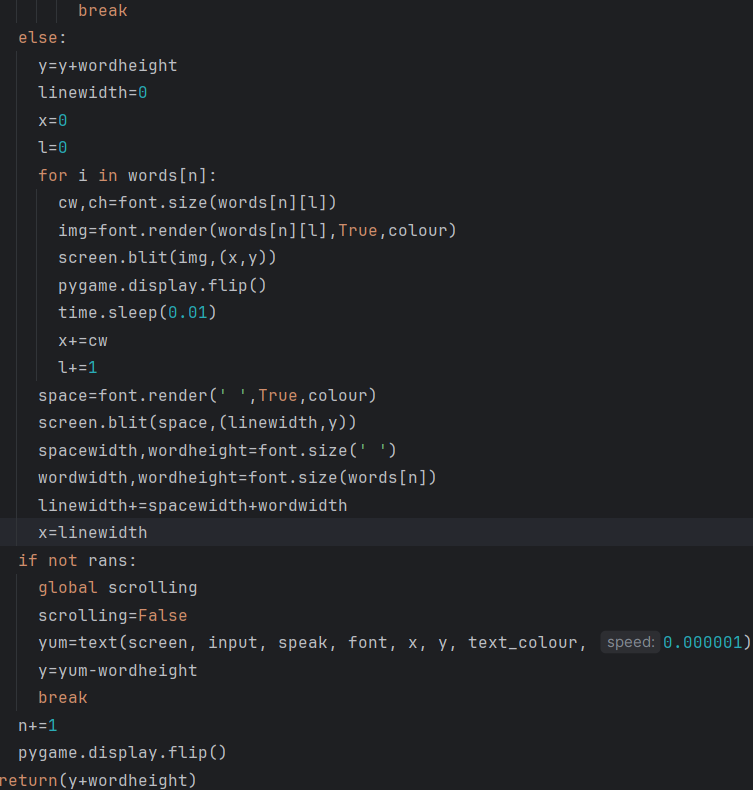 break
else:
y=y+wordheight
linewidth=0
x=0
l=0
for i in words[n]:
cw,ch=font.size(words[n][l])
img=font.render(words[n][l],True,colour)
screen.blit(img,(x,y))
pygame.display.flip()
time.sleep(0.01)
x+=cw
l+=1
space=font.render(' ',True,colour)
screen.blit(space,(linewidth,y))
spacewidth,wordheight=font.size(' ')
wordwidth,wordheight=font.size(words[n])
linewidth+=spacewidth+wordwidth
x=linewidth
if not rans:
global scrolling
scrolling=False
yum=text(screen, input, speak, font, x, y, text_colour, speed: 0.000001)
y=yum-wordheight
break
n+=1
pygame.display.flip()
return(y+wordheight)